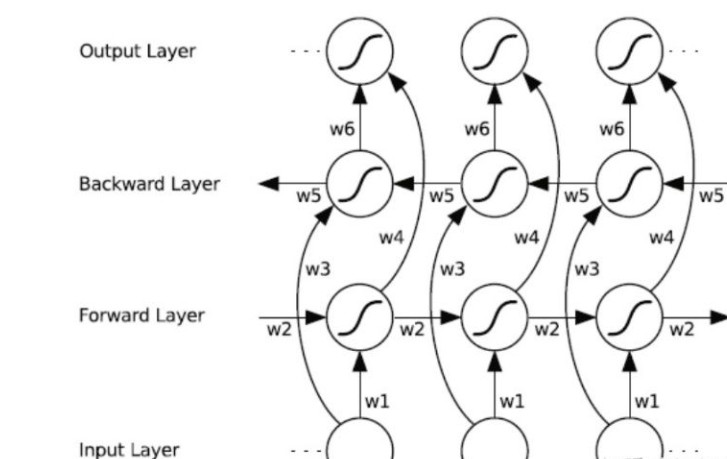 Output Layer
w6 w6 w6
Backward Layer
w5 w5 w5 w5
w4 w4 w4
w3 w3 w3
Forward Layer
w2 w2 w2 w2
w1 w1 w1
Input Layer